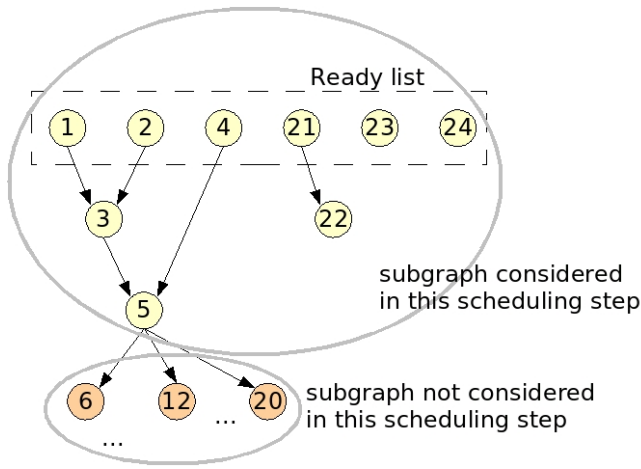 Ready list
1 2 4 21 23 24
3 22
subgraph considered
in this scheduling step
5
6 12 ... 20
subgraph not considered
in this scheduling step
...